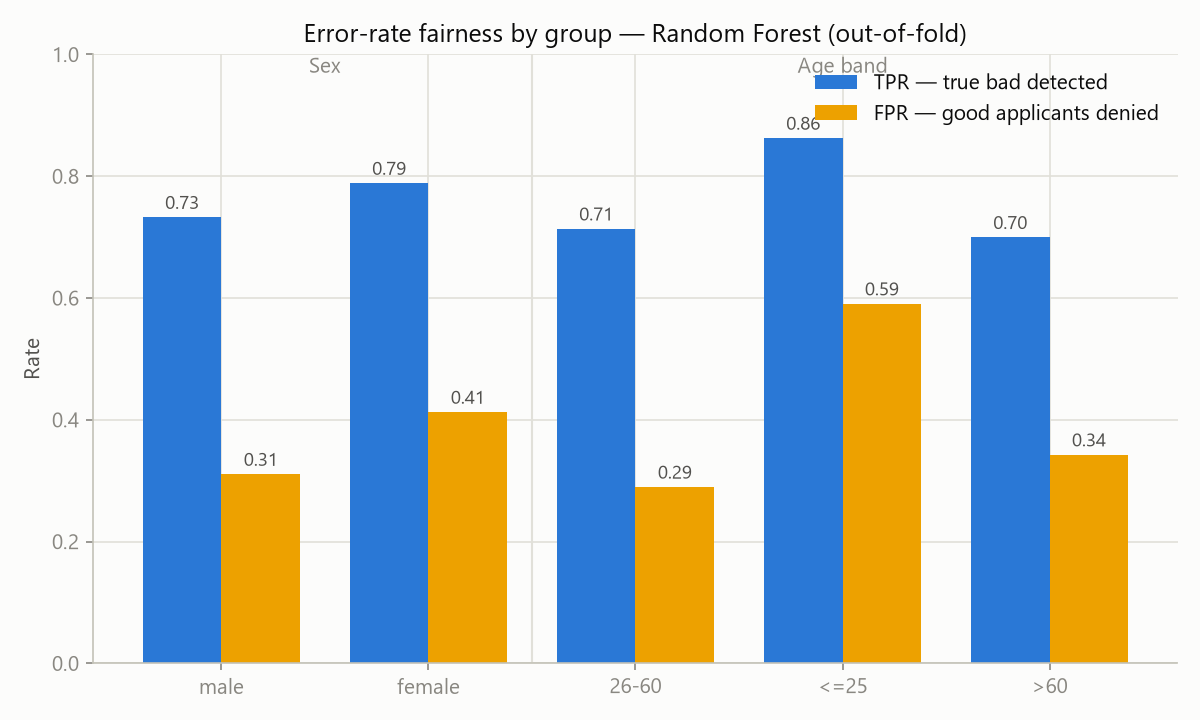 Error-rate fairness by group — Random Forest (out-of-fold)
Sex
Age band
TPR — true bad detected
FPR — good applicants denied
Rate
1.0
0.8
0.6
0.4
0.2
0.0
0.73
0.31
0.79
0.41
0.71
0.29
0.86
0.59
0.70
0.34
male
female
26-60
<=25
>60